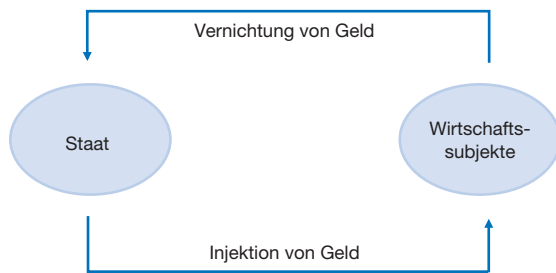 Vernichtung von Geld
Staat
Wirtschafts-
subjekte
Injektion von Geld